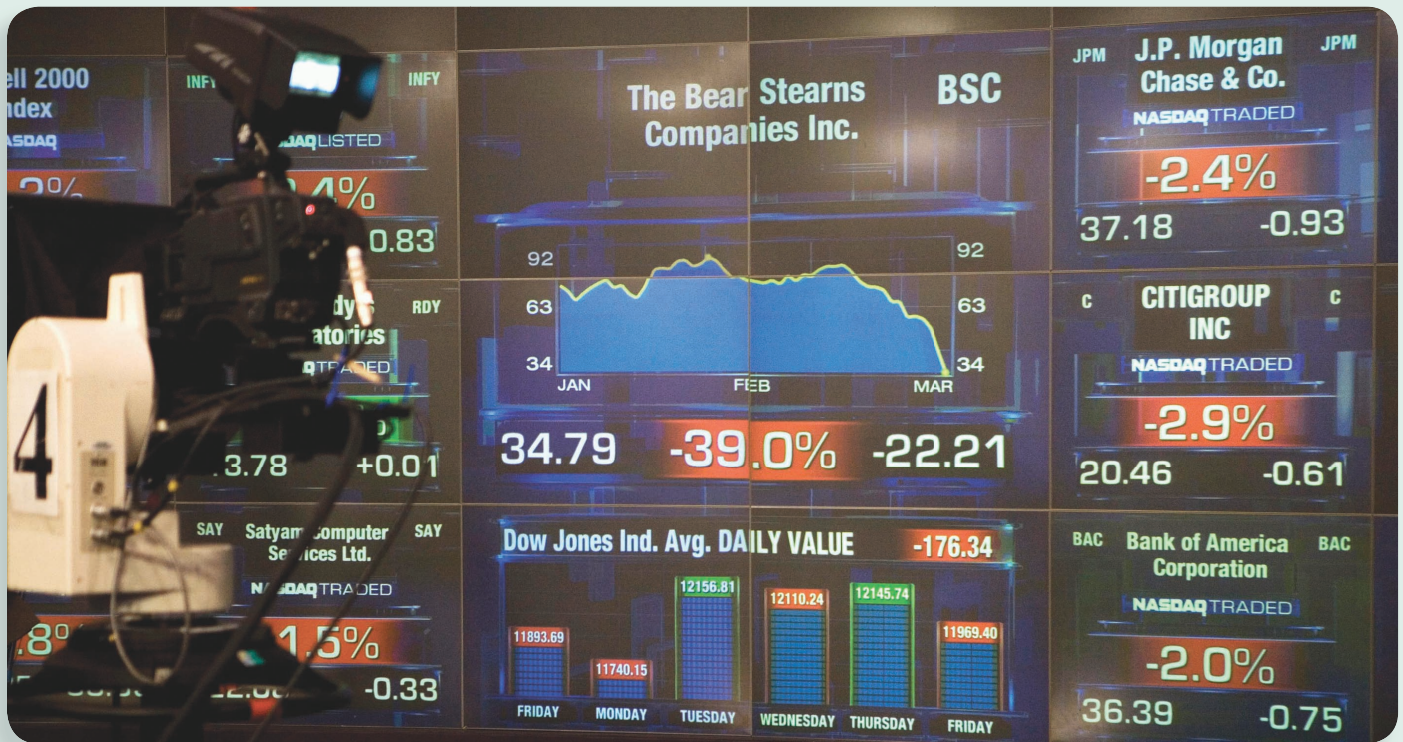 2000
NASDAQ
INFY
LISTED
0.83
RDY
TRADED
3.78 +0.01
SAY Satyam Computer SAY
Services Ltd.
NASDAQ TRADED
1.5%
-0.33
4
The Bear Stearns BSC
Companies Inc.
92 92
63 63
34 34
JAN FEB MAR
34.79 -39.0% -22.21
Dow Jones Ind. Avg. DAILY VALUE -176.34
11893.69 11740.15 12156.81 12110.24 12145.74 11969.40
FRIDAY MONDAY TUESDAY WEDNESDAY THURSDAY FRIDAY
JPM J.P. Morgan JPM
Chase & Co.
NASDAQ TRADED
-2.4%
37.18 -0.93
C CITIGROUP C
INC
NASDAQ TRADED
-2.9%
20.46 -0.61
BAC Bank of America BAC
Corporation
NASDAQ TRADED
-2.0%
36.39 -0.75